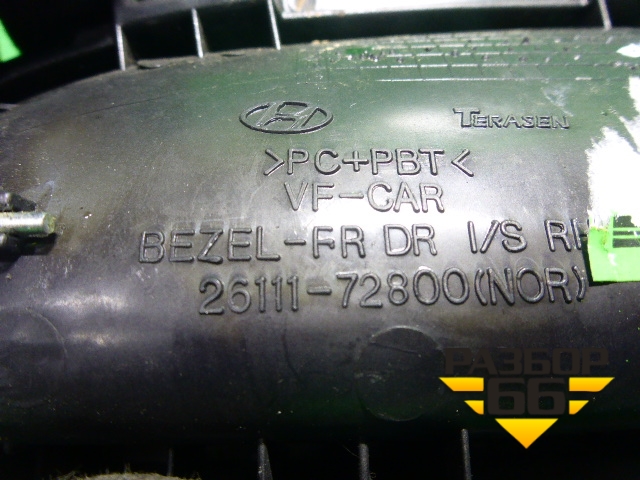 TERASEN
>PC+PBT<
VF-CAR
BEZEL-FR DR I/S
26111-72800(NOR)
РАЗБОР
66